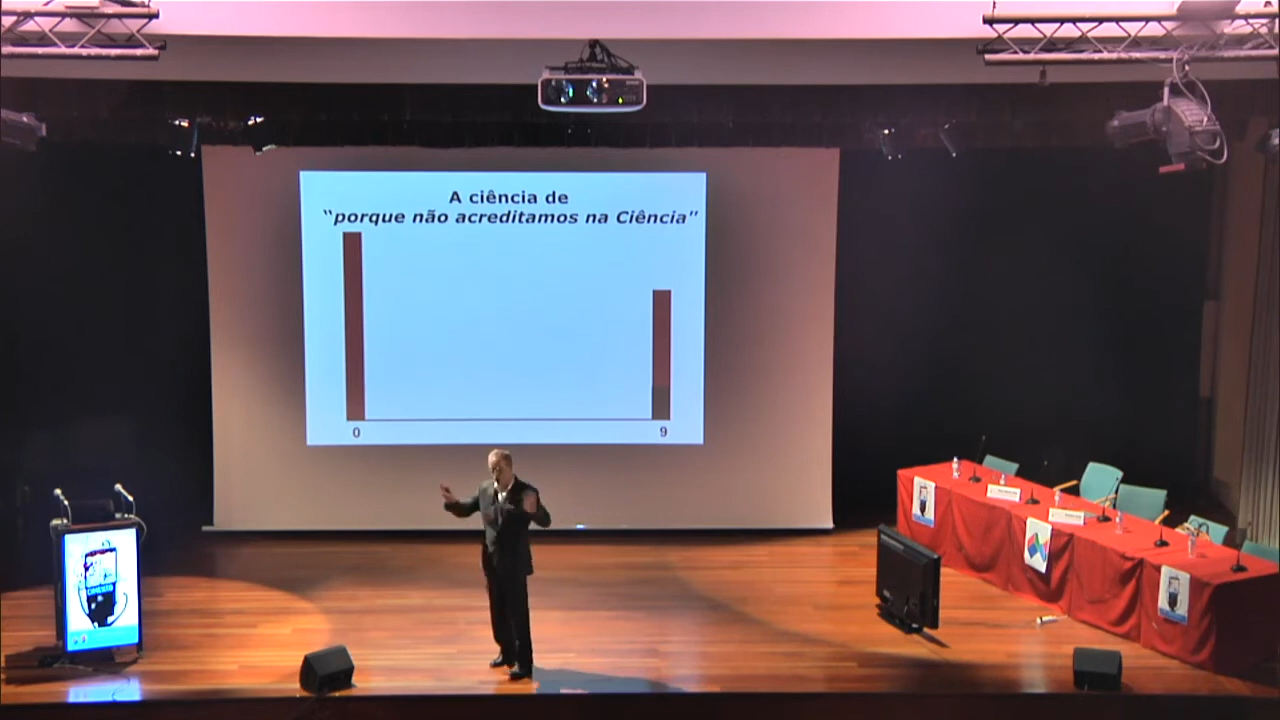 A ciência de
“porque não acreditamos na Ciência”
0
9